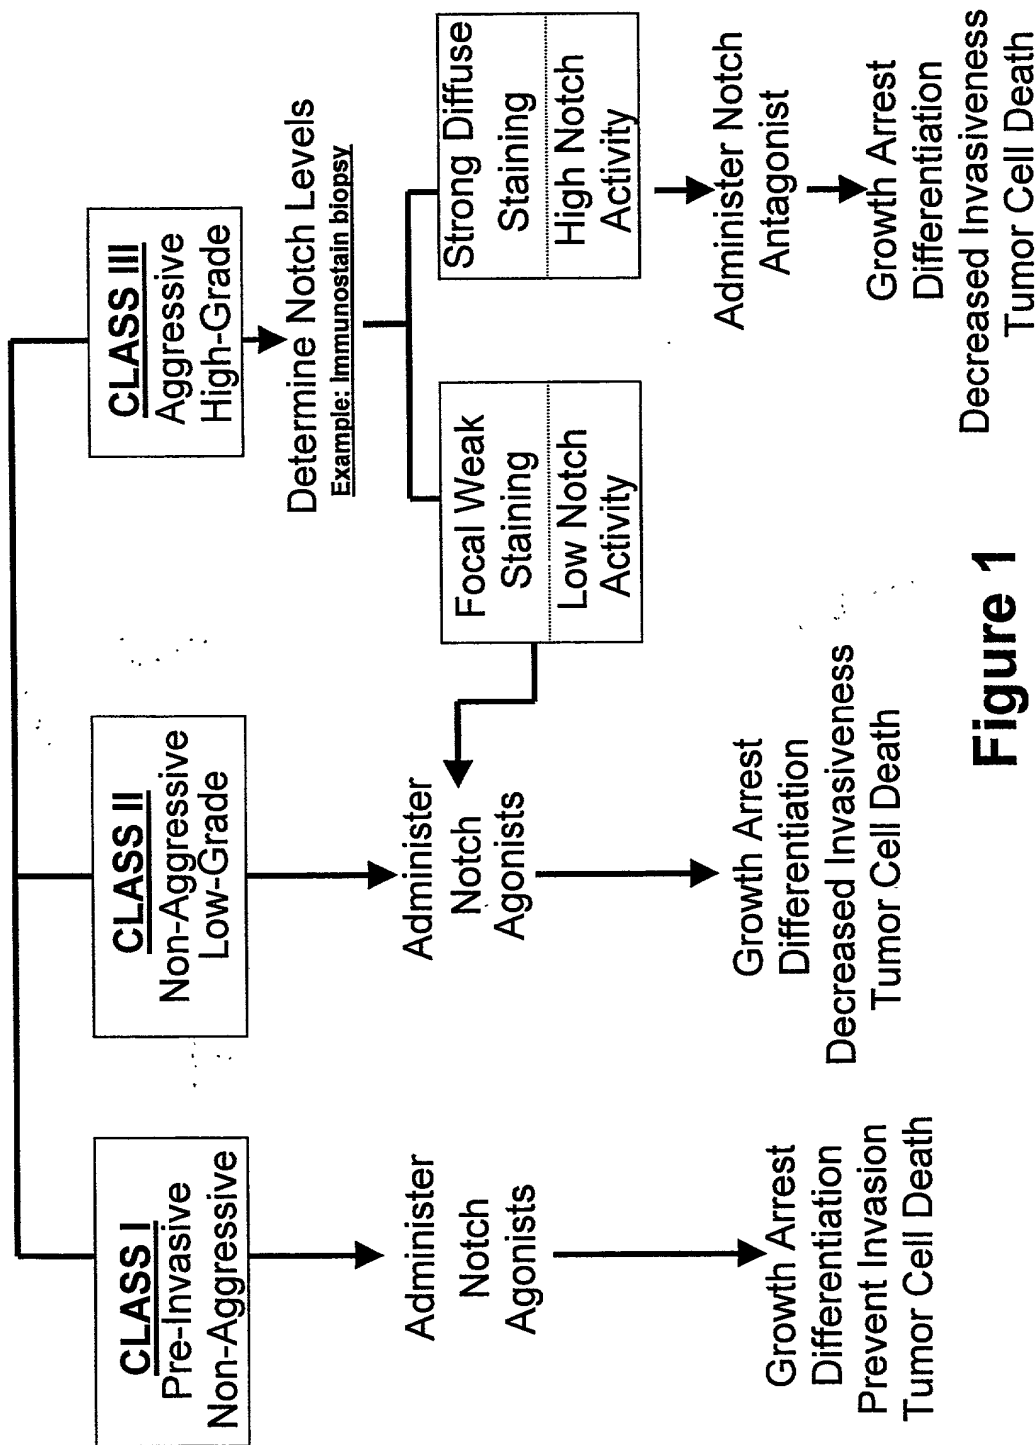 CLASS I
Pre-Invasive
Non-Aggressive
Administer
Notch
Agonists
Growth Arrest
Differentiation
Prevent Invasion
Tumor Cell Death
CLASS II
Non-Aggressive
Low-Grade
Administer
Notch
Agonists
Growth Arrest
Differentiation
Decreased Invasiveness
Tumor Cell Death
CLASS III
Aggressive
High-Grade
Determine Notch Levels
Example: Immunostain biopsy
Focal Weak
Staining
Low Notch
Activity
Strong Diffuse
Staining
High Notch
Activity
Administer Notch
Antagonist
Growth Arrest
Differentiation
Decreased Invasiveness
Tumor Cell Death
Figure 1